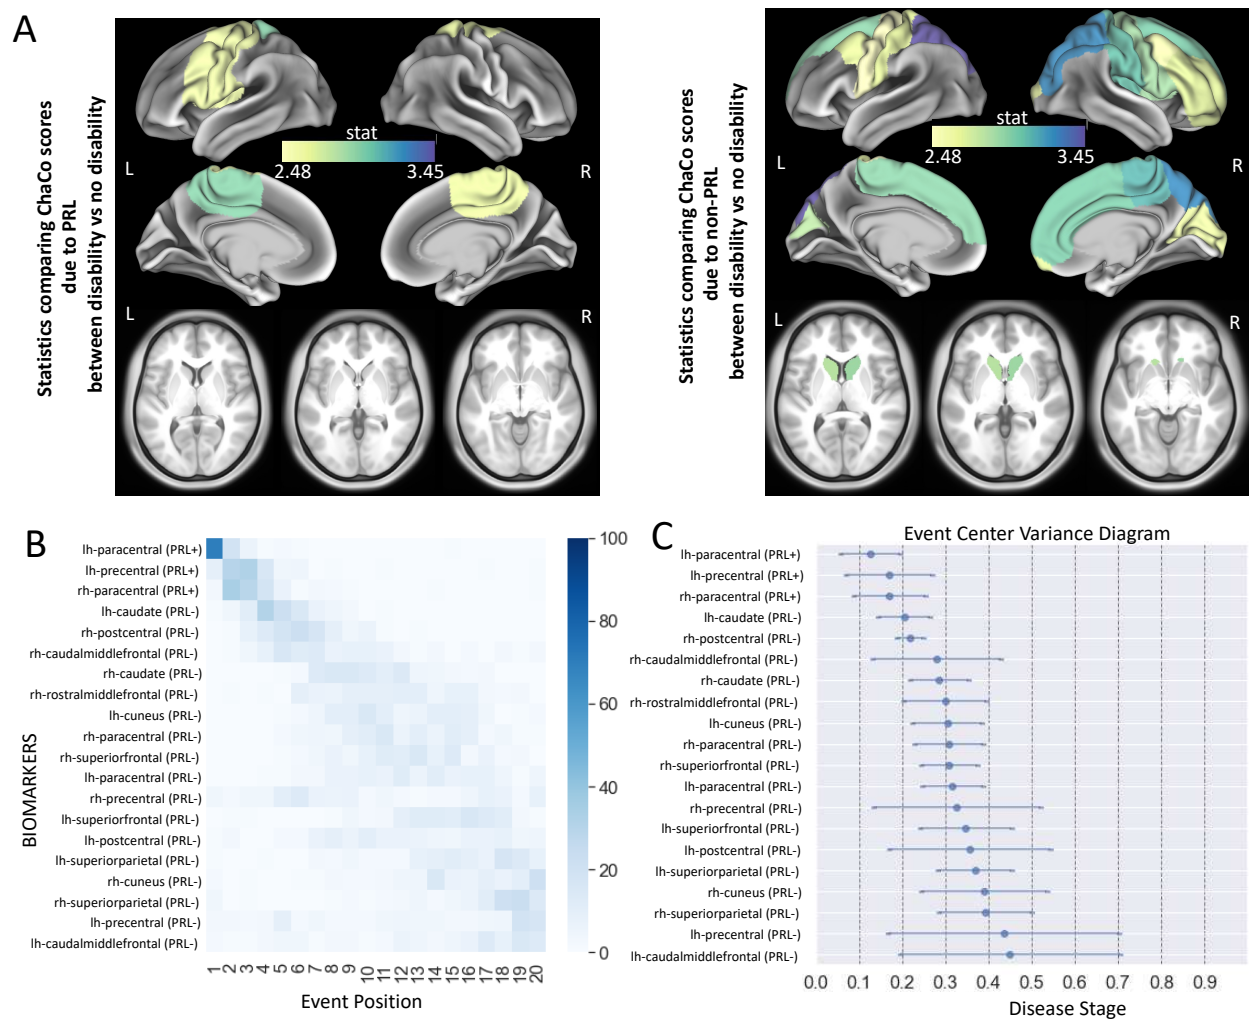 A
Statistics comparing ChaCo scores
due to PRL
between disability vs no disability
stat
2.48
3.45
L
R
L
R
Statistics comparing ChaCo scores
due to non-PRL
between disability vs no disability
stat
2.48
3.45
L
R
L
R
B
BIOMARKERS
lh-paracentral (PRL+)
lh-precentral (PRL+)
rh-paracentral (PRL+)
lh-caudate (PRL-)
rh-postcentral (PRL-)
rh-caudalmiddlefrontal (PRL-)
rh-caudate (PRL-)
rh-rostralmiddlefrontal (PRL-)
lh-cuneus (PRL-)
rh-paracentral (PRL-)
rh-superiorfrontal (PRL-)
lh-paracentral (PRL-)
rh-precentral (PRL-)
lh-superiorfrontal (PRL-)
lh-postcentral (PRL-)
lh-superiorparietal (PRL-)
rh-cuneus (PRL-)
rh-superiorparietal (PRL-)
lh-precentral (PRL-)
lh-caudalmiddlefrontal (PRL-)
1 2 3 4 5 6 7 8 9 10 11 12 13 14 15 16 17 18 19 20
Event Position
100
80
60
40
20
0
C
Event Center Variance Diagram
lh-paracentral (PRL+)
lh-precentral (PRL+)
rh-paracentral (PRL+)
lh-caudate (PRL-)
rh-postcentral (PRL-)
rh-caudalmiddlefrontal (PRL-)
rh-caudate (PRL-)
rh-rostralmiddlefrontal (PRL-)
lh-cuneus (PRL-)
rh-paracentral (PRL-)
rh-superiorfrontal (PRL-)
lh-paracentral (PRL-)
rh-precentral (PRL-)
lh-superiorfrontal (PRL-)
lh-postcentral (PRL-)
lh-superiorparietal (PRL-)
rh-cuneus (PRL-)
rh-superiorparietal (PRL-)
lh-precentral (PRL-)
lh-caudalmiddlefrontal (PRL-)
0.0 0.1 0.2 0.3 0.4 0.5 0.6 0.7 0.8 0.9
Disease Stage